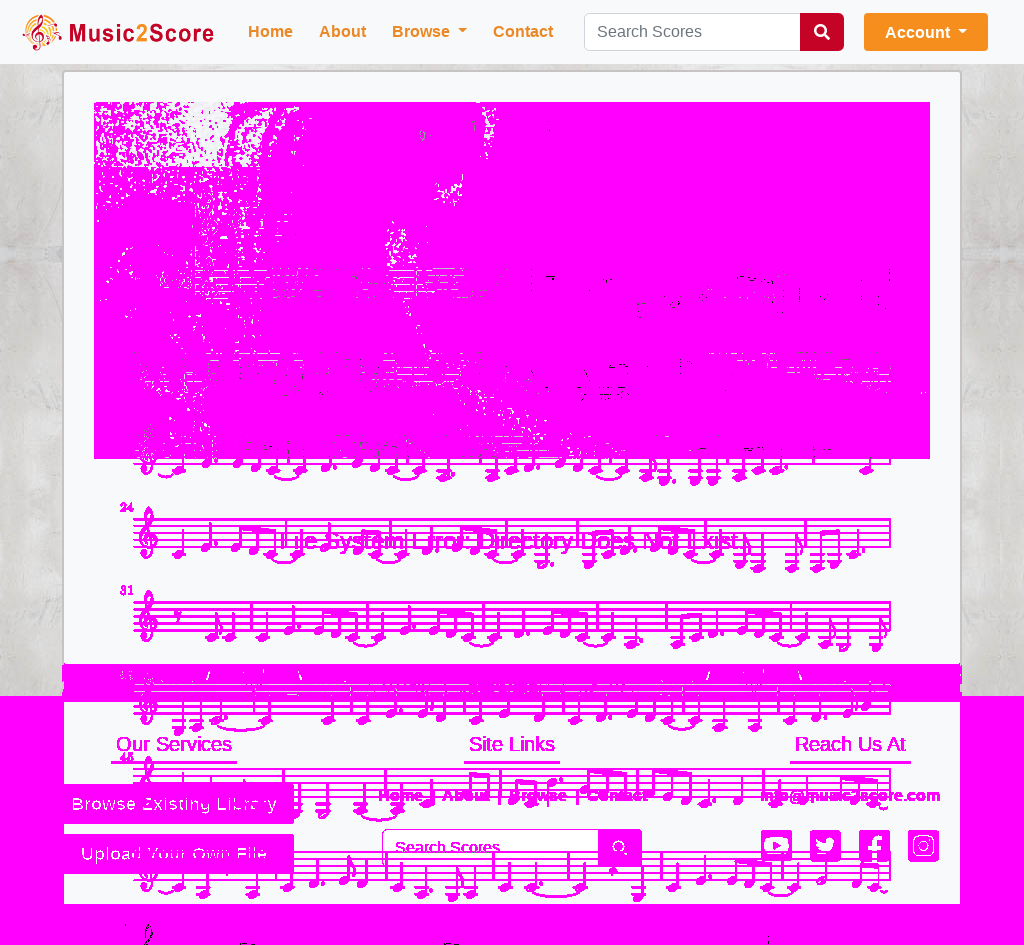 Music2Score
Home
About
Browse
Contact
Search Scores
Account
24
File System Error: Directory Does Not Exist.
31
Our Services
Site Links
Reach Us At
45
Browse Existing Library
Home | About | Browse | Contact
info@music2score.com
Upload Your Own File
Search Scores